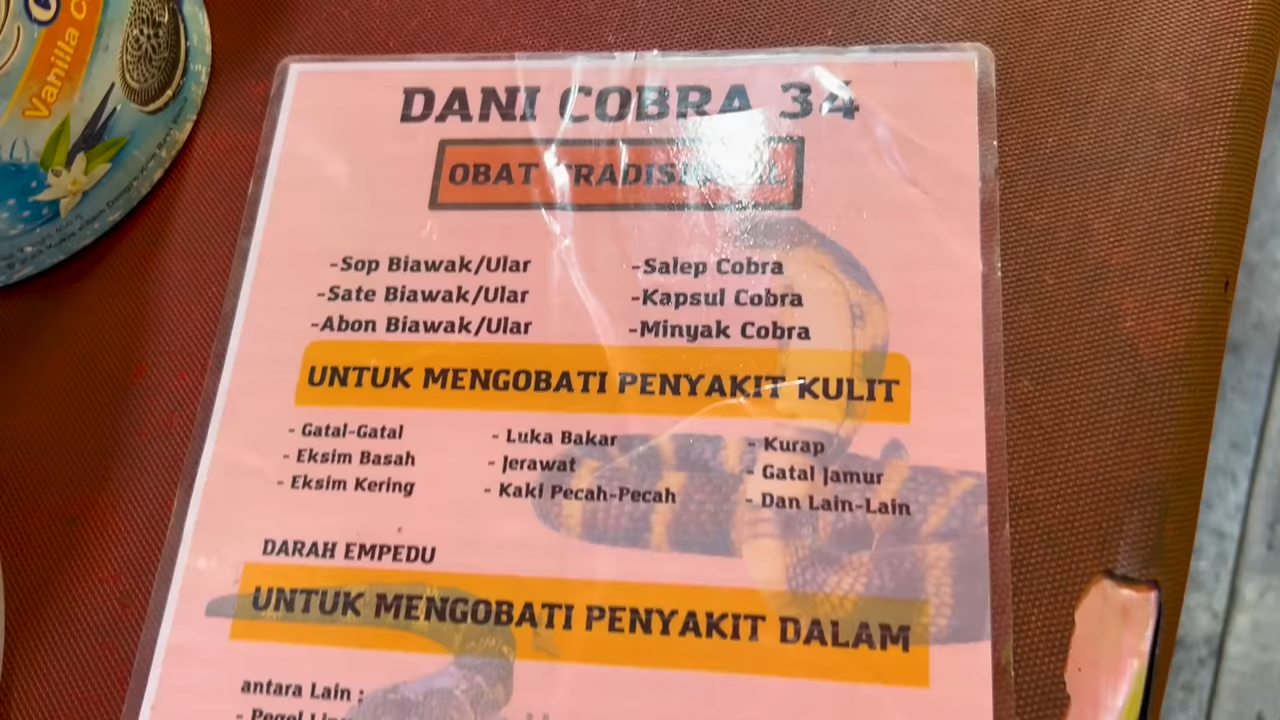 Vanilla
DANI COBRA 34
OBAT TRADISIONAL
-Sop Biawak/Ular
-Sate Biawak/Ular
-Abon Biawak/Ular
-Salep Cobra
-Kapsul Cobra
-Minyak Cobra
UNTUK MENGOBATI PENYAKIT KULIT
- Gatal-Gatal
- Eksim Basah
- Eksim Kering
- Luka Bakar
- Jerawat
- Kaki Pecah-Pecah
- Kurap
- Gatal Jamur
- Dan Lain-Lain
DARAH EMPEDU
UNTUK MENGOBATI PENYAKIT DALAM
antara Lain :
- Pegel